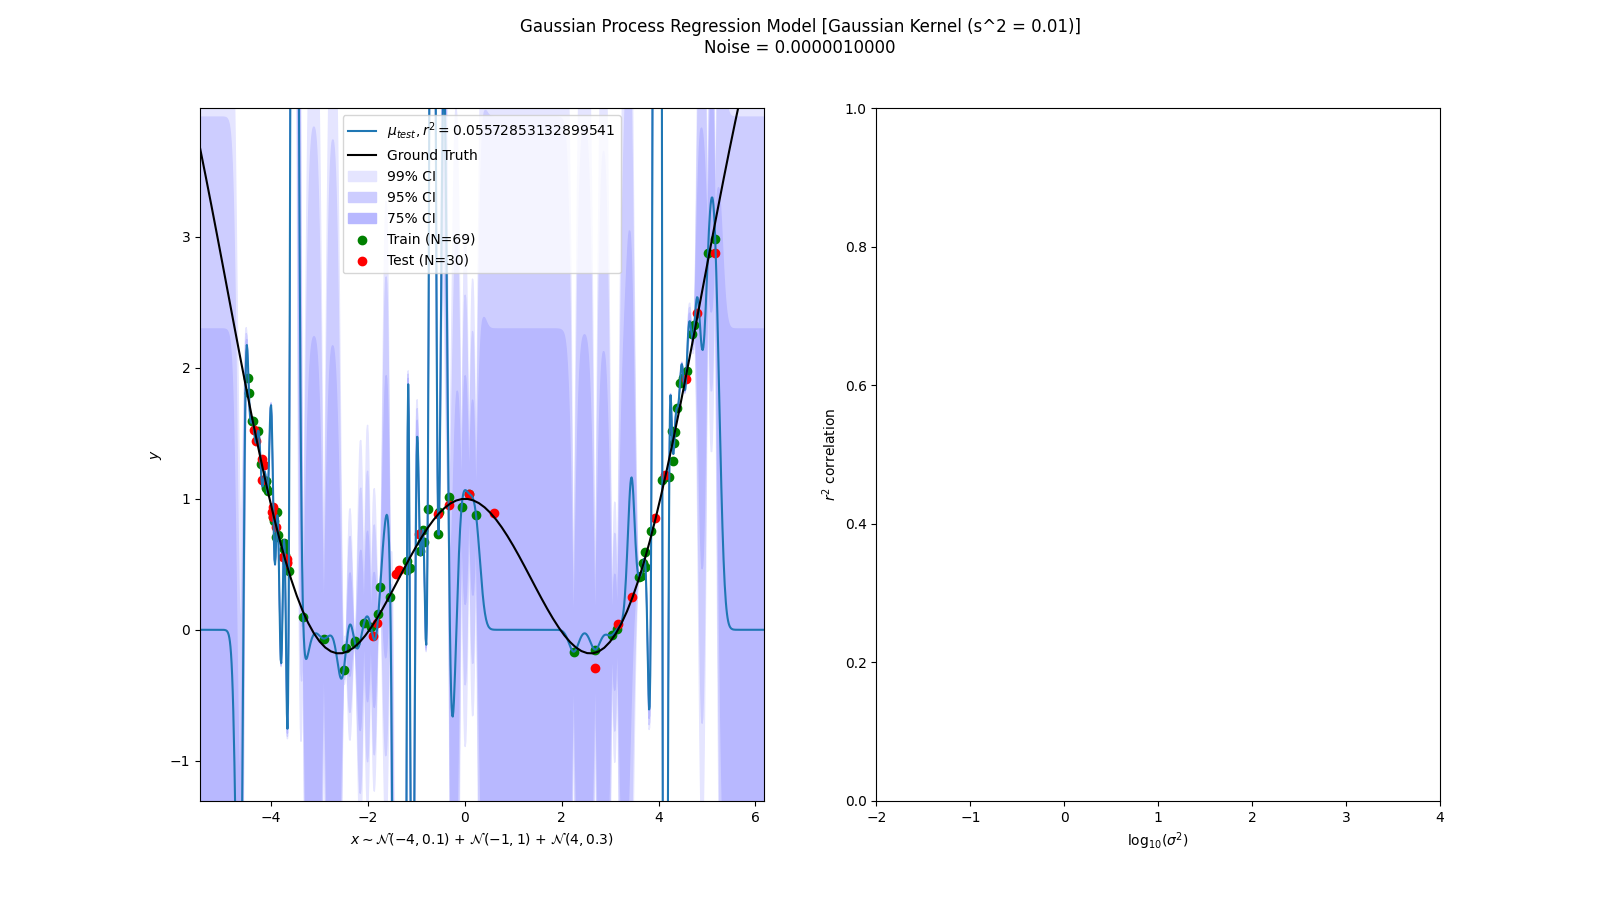 Gaussian Process Regression Model [Gaussian Kernel (s^2 = 0.01)]
Noise = 0.0000010000
μ_test, r² = 0.05572853132899541
Ground Truth
99% CI
95% CI
75% CI
Train (N=69)
Test (N=30)
3
2
1
0
−1
y
−4 −2 0 2 4 6
x ~ 𝒩(−4, 0.1) + 𝒩(−1, 1) + 𝒩(4, 0.3)
1.0
0.8
0.6
0.4
0.2
0.0
r² correlation
−2 −1 0 1 2 3 4
log₁₀(σ²)